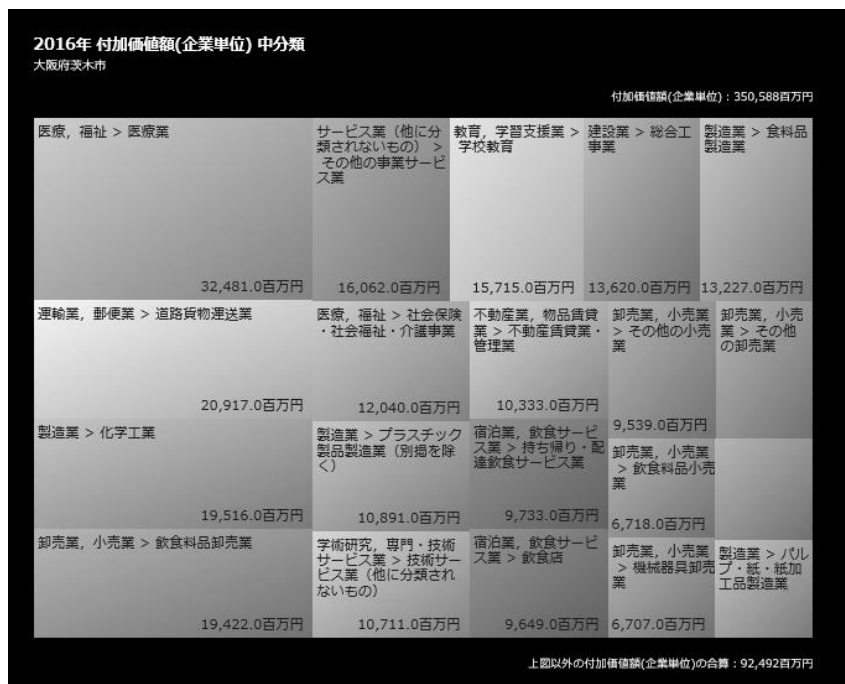 2016年 付加価値額(企業単位) 中分類
大阪府茨木市
付加価値額(企業単位)：350,588百万円
医療，福祉 > 医療業
32,481.0百万円
サービス業（他に分
類されないもの） >
その他の事業サービ
ス業
16,062.0百万円
教育，学習支援業 >
学校教育
15,715.0百万円
建設業 > 総合工
事業
13,620.0百万円
製造業 > 食料品
製造業
13,227.0百万円
運輸業，郵便業 > 道路貨物運送業
20,917.0百万円
医療，福祉 > 社会保険
・社会福祉・介護事業
12,040.0百万円
不動産業，物品賃貸
業 > 不動産賃貸業・
管理業
10,333.0百万円
卸売業，小売業
> その他の小売
業
9,539.0百万円
卸売業，小売
業 > その他
の卸売業
製造業 > 化学工業
19,516.0百万円
製造業 > プラスチック
製品製造業（別掲を除
く）
10,891.0百万円
宿泊業，飲食サービ
ス業 > 持ち帰り・配
達飲食サービス業
9,733.0百万円
卸売業，小売業
> 飲食料品小売
業
6,718.0百万円
卸売業，小売業 > 飲食料品卸売業
19,422.0百万円
学術研究，専門・技術
サービス業 > 技術サー
ビス業（他に分類され
ないもの）
10,711.0百万円
宿泊業，飲食サービ
ス業 > 飲食店
9,649.0百万円
卸売業，小売業
> 機械器具卸売
業
6,707.0百万円
製造業 > パル
プ・紙・紙加
工品製造業
上図以外の付加価値額(企業単位)の合算：92,492百万円